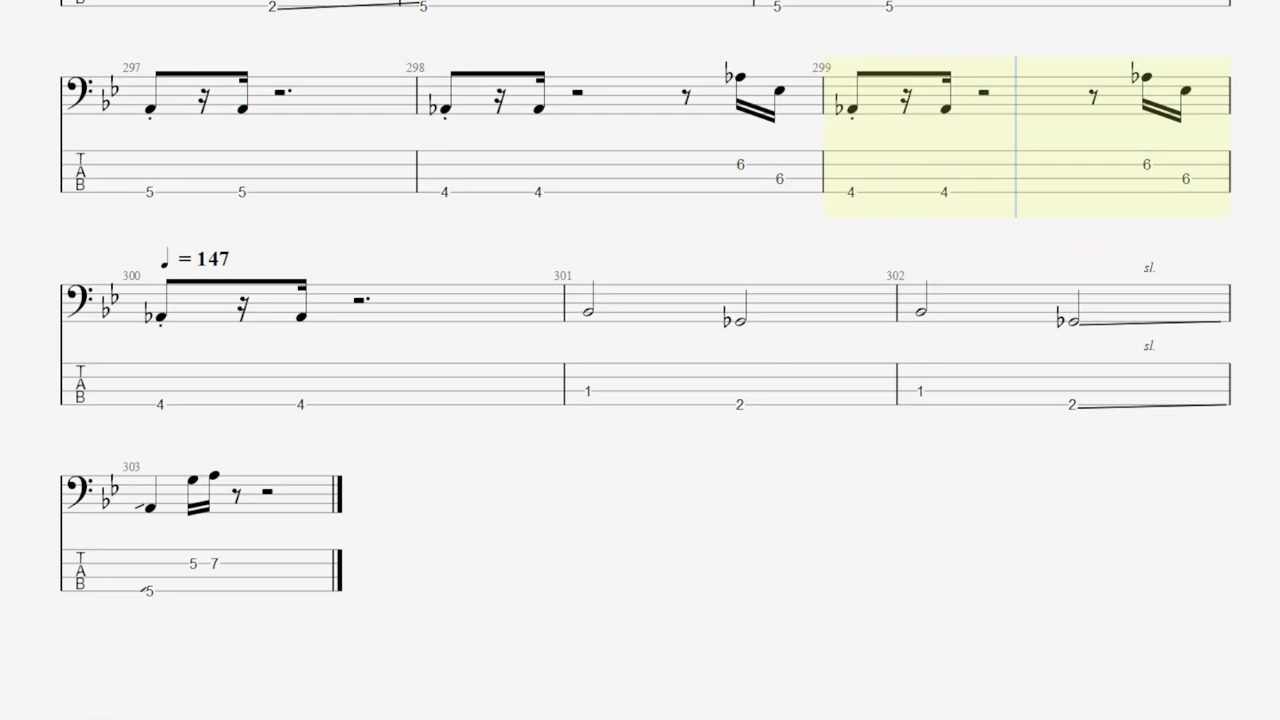 2 5 5 5
297 298 299
T 6 6
A 6 6
B 5 5 4 4 4 4
= 147
300 301 302
sl.
sl.
T
A 1 1
B 4 4 2 2
303
T 5 7
A
B 5